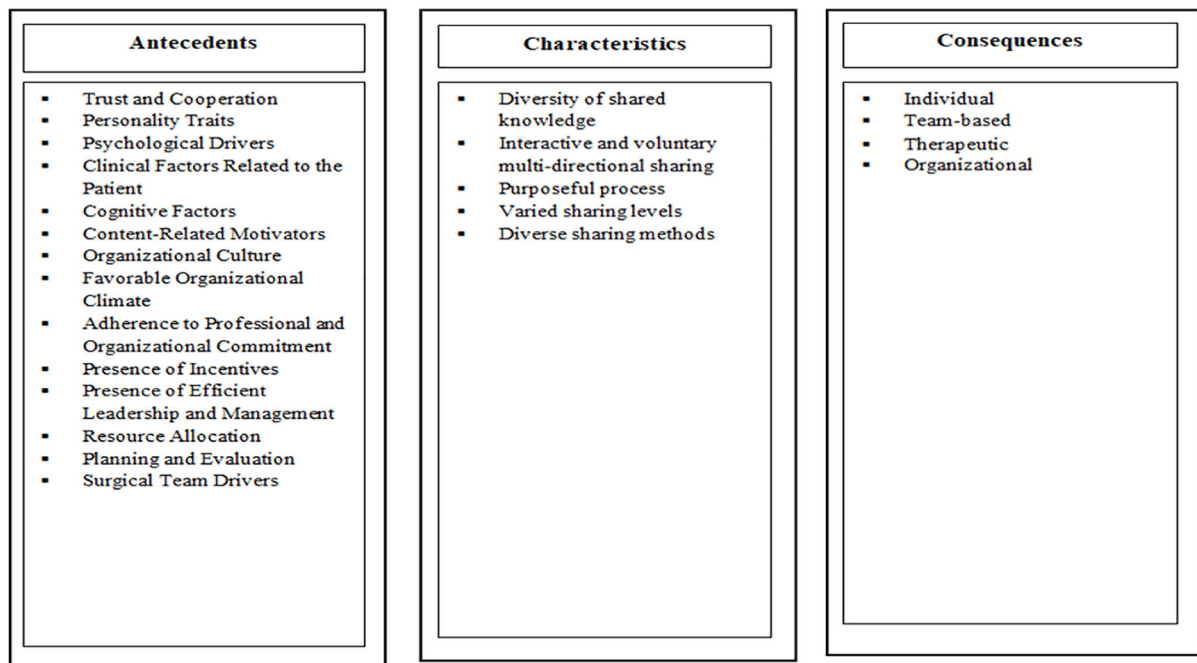 Antecedents
▪ Trust and Cooperation
▪ Personality Traits
▪ Psychological Drivers
▪ Clinical Factors Related to the
Patient
▪ Cognitive Factors
▪ Content-Related Motivators
▪ Organizational Culture
▪ Favorable Organizational
Climate
▪ Adherence to Professional and
Organizational Commitment
▪ Presence of Incentives
▪ Presence of Efficient
Leadership and Management
▪ Resource Allocation
▪ Planning and Evaluation
▪ Surgical Team Drivers
Characteristics
▪ Diversity of shared
knowledge
▪ Interactive and voluntary
multi-directional sharing
▪ Purposeful process
▪ Varied sharing levels
▪ Diverse sharing methods
Consequences
▪ Individual
▪ Team-based
▪ Therapeutic
▪ Organizational